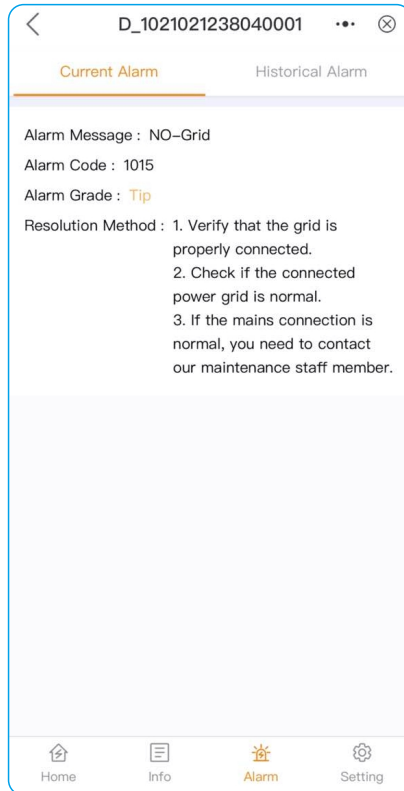 D_1021021238040001
Current Alarm Historical Alarm
Alarm Message : NO-Grid
Alarm Code : 1015
Alarm Grade : Tip
Resolution Method : 1. Verify that the grid is
properly connected.
2. Check if the connected
power grid is normal.
3. If the mains connection is
normal, you need to contact
our maintenance staff member.
Home Info Alarm Setting